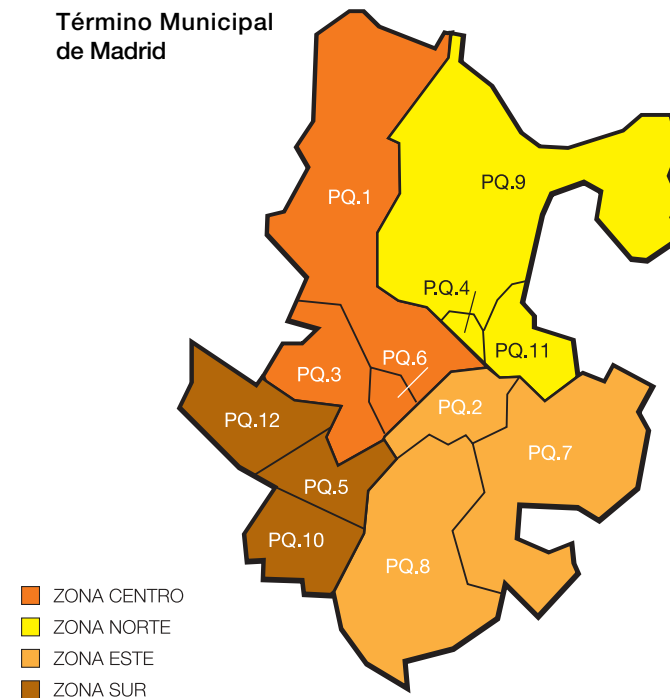 Término Municipal
de Madrid
PQ.1
PQ.9
P.Q.4
PQ.11
PQ.6
PQ.3
PQ.2
PQ.12
PQ.7
PQ.5
PQ.10
PQ.8
ZONA CENTRO
ZONA NORTE
ZONA ESTE
ZONA SUR